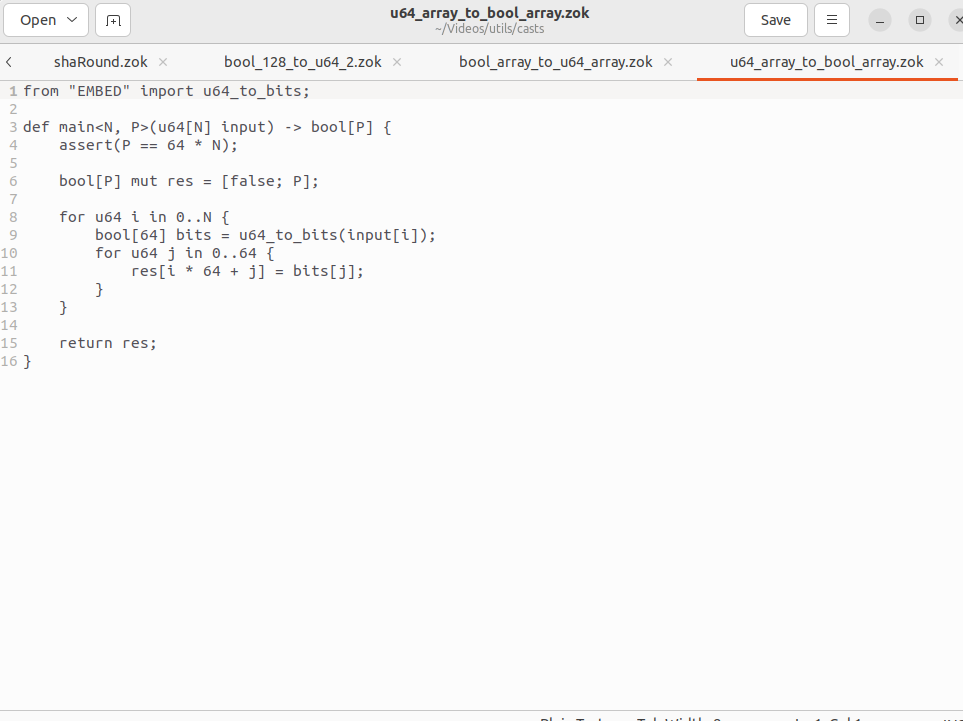 Open
u64_array_to_bool_array.zok
~/Videos/utils/casts
Save
shaRound.zok
bool_128_to_u64_2.zok
bool_array_to_u64_array.zok
u64_array_to_bool_array.zok
1 from "EMBED" import u64_to_bits;
2
3 def main<N, P>(u64[N] input) -> bool[P] {
4     assert(P == 64 * N);
5
6     bool[P] mut res = [false; P];
7
8     for u64 i in 0..N {
9         bool[64] bits = u64_to_bits(input[i]);
10         for u64 j in 0..64 {
11             res[i * 64 + j] = bits[j];
12         }
13     }
14
15     return res;
16 }